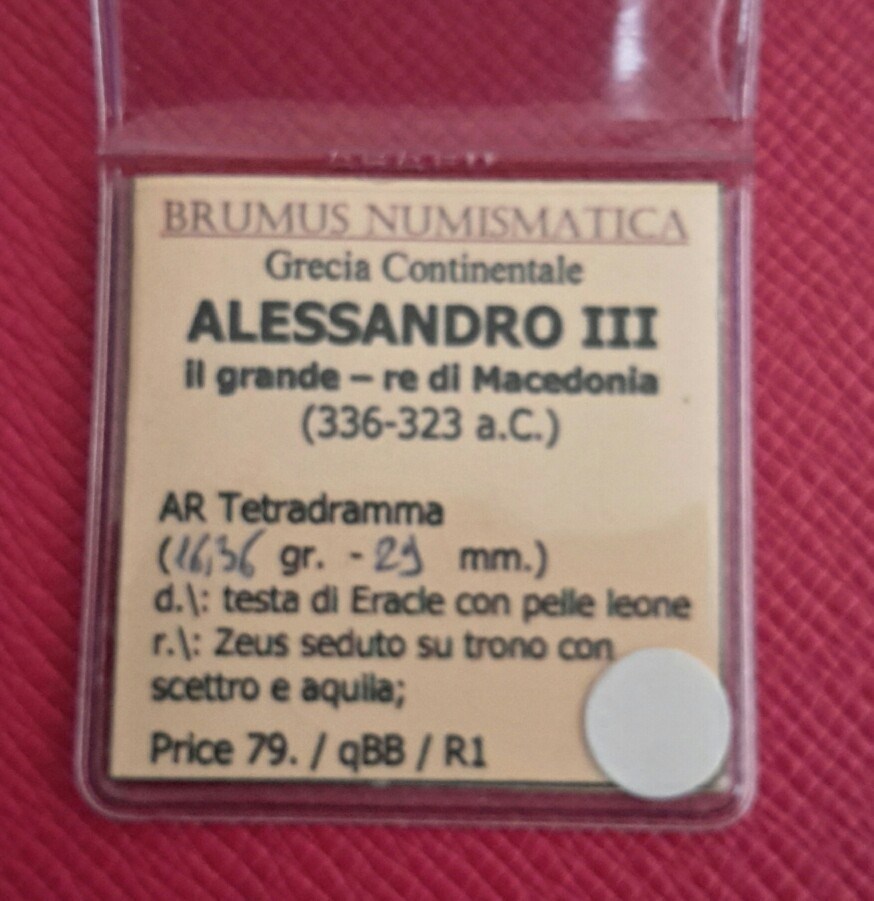 BRUMUS NUMISMATICA
Grecia Continentale
ALESSANDRO III
il grande – re di Macedonia
(336-323 a.C.)
AR Tetradramma
(16,36 gr. - 29 mm.)
d.\: testa di Eracle con pelle leone
r.\: Zeus seduto su trono con
scettro e aquila;
Price 79. / qBB / R1